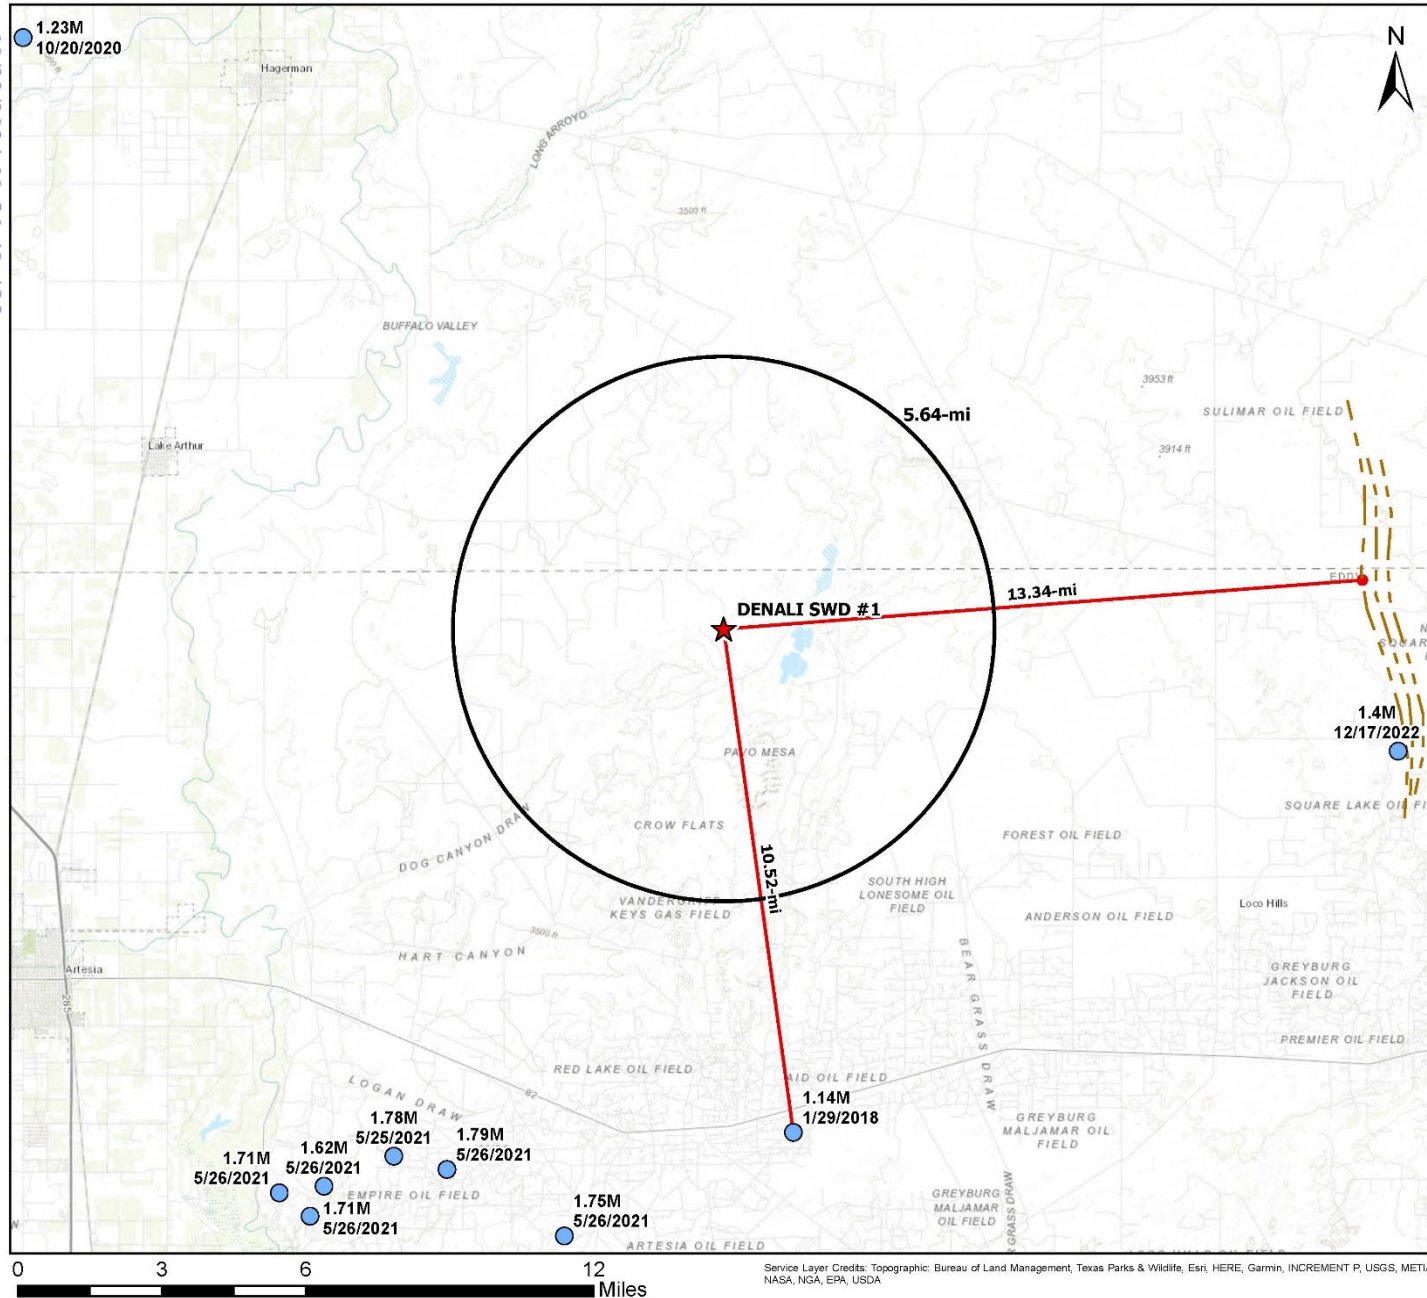 1.23M
10/20/2020
Hagerman
N
LONG ARROYO
3500 ft
BUFFALO VALLEY
3953 ft
5.64-mi
SULIMAR OIL FIELD
Lake Arthur
3914 ft
EDDY
13.34-mi
DENALI SWD #1
1.4M
12/17/2022
PAVO MESA
SQUARE LAKE OIL FI
CROW FLATS
FOREST OIL FIELD
DOG CANYON DRAW
10.52-mi
SOUTH HIGH
LONESOME OIL
FIELD
VANDERGRIFF
KEYS GAS FIELD
Loco Hills
ANDERSON OIL FIELD
3500 ft
HART CANYON
BEAR GRASS DRAW
Artesia
GREYBURG
JACKSON OIL
FIELD
285
PREMIER OIL FIELD
RED LAKE OIL FIELD
AID OIL FIELD
LOGAN DRAW
82
1.14M
1/29/2018
GREYBURG
MALJAMAR OIL
FIELD
1.78M
5/25/2021
1.79M
5/26/2021
1.62M
5/26/2021
1.71M
5/26/2021
EMPIRE OIL FIELD
1.71M
5/26/2021
1.75M
5/26/2021
GREYBURG
MALJAMAR
OIL FIELD
GRASS DRAW
ARTESIA OIL FIELD
0 3 6 12
Miles
Service Layer Credits: Topographic: Bureau of Land Management, Texas Parks & Wildlife, Esri, HERE, Garmin, INCREMENT P, USGS, METI/
NASA, NGA, EPA, USDA